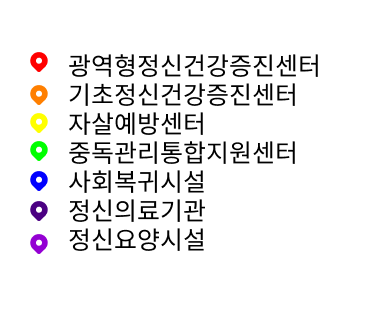 광역형정신건강증진센터
기초정신건강증진센터
자살예방센터
중독관리통합지원센터
사회복귀시설
정신의료기관
정신요양시설